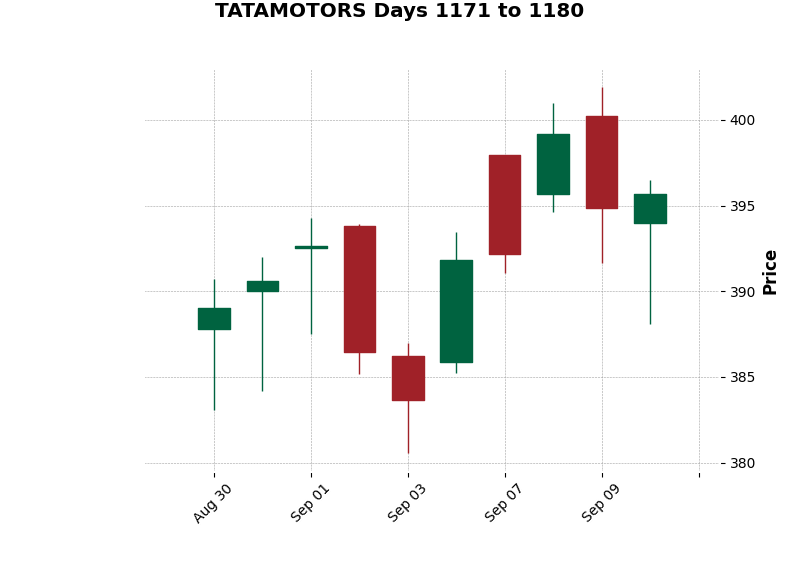 TATAMOTORS Days 1171 to 1180
400
395
390
385
380
Price
Aug 30
Sep 01
Sep 03
Sep 07
Sep 09